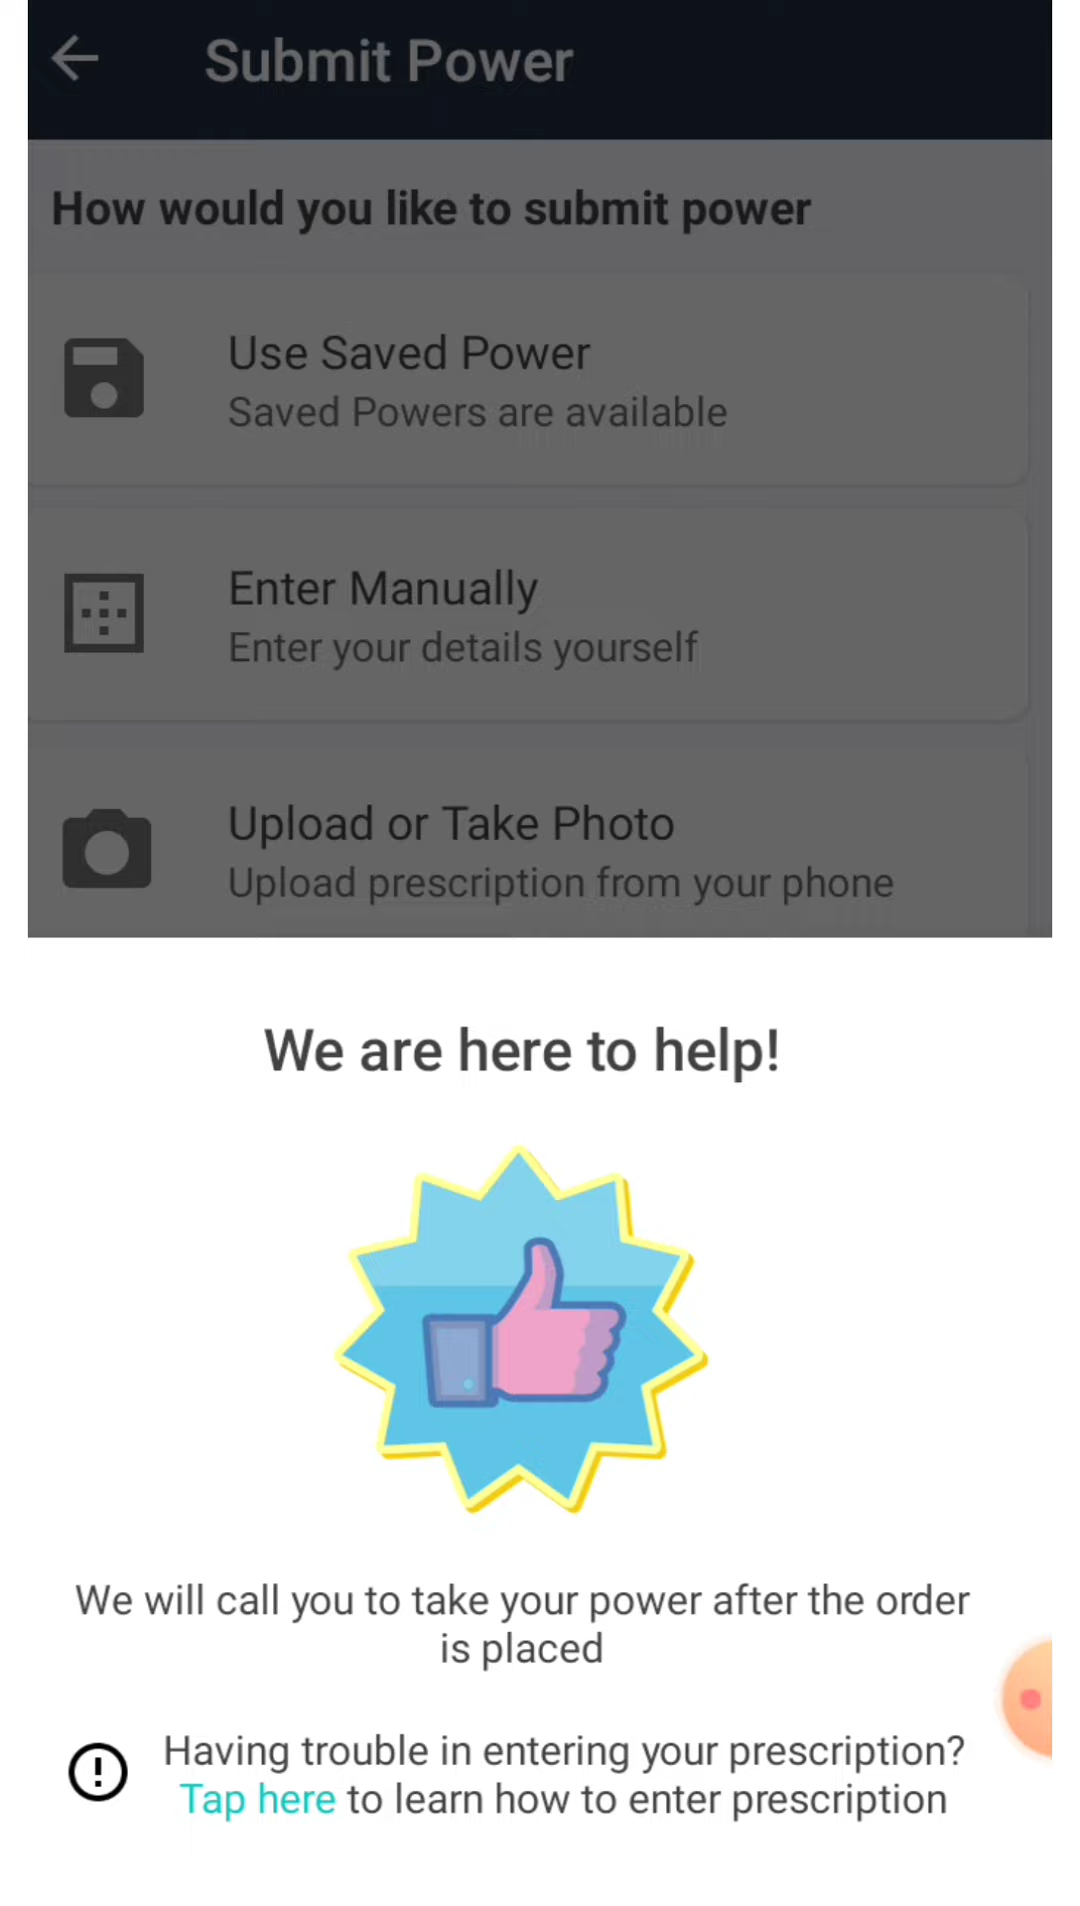 Submit Power
How would you like to submit power
Use Saved Power
Saved Powers are available
Enter Manually
Enter your details yourself
Upload or Take Photo
Upload prescription from your phone
We are here to help!
We will call you to take your power after the order
is placed
Having trouble in entering your prescription?
Tap here to learn how to enter prescription